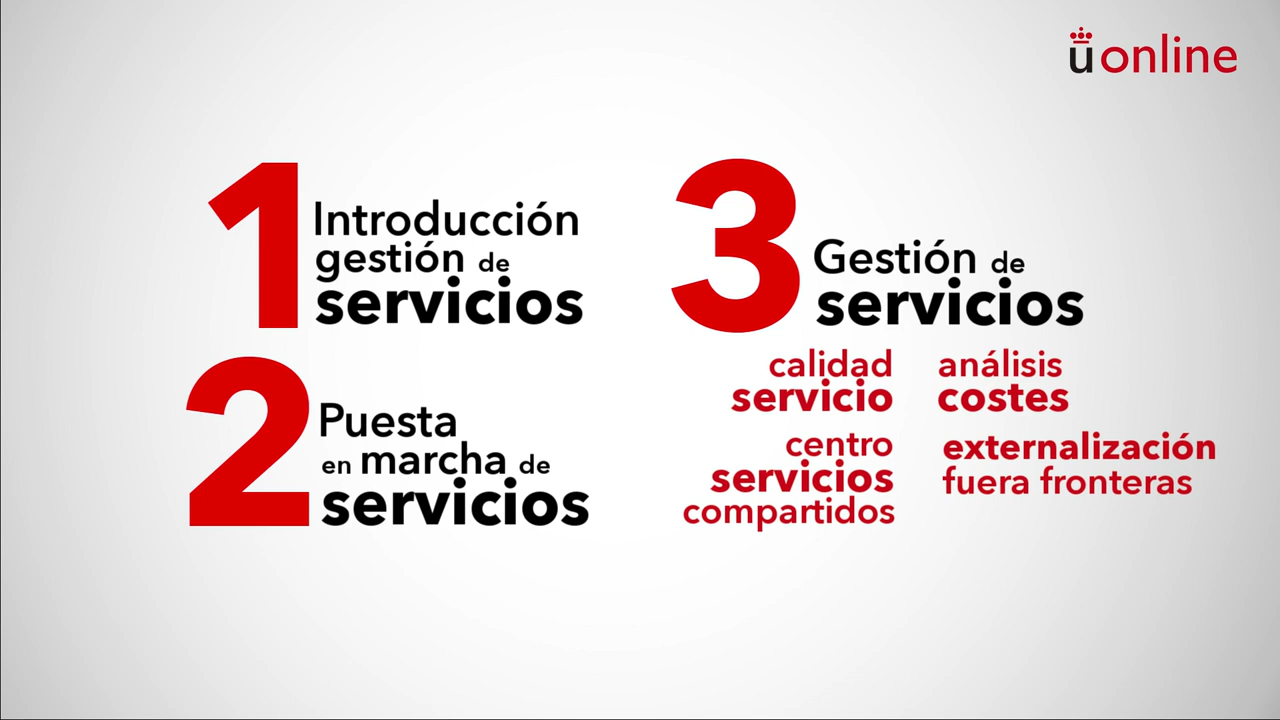 uonline
1
Introducción
gestión de
servicios
2
Puesta
en marcha de
servicios
3
Gestión de
servicios
calidad
servicio
análisis
costes
centro
servicios
compartidos
externalización
fuera fronteras